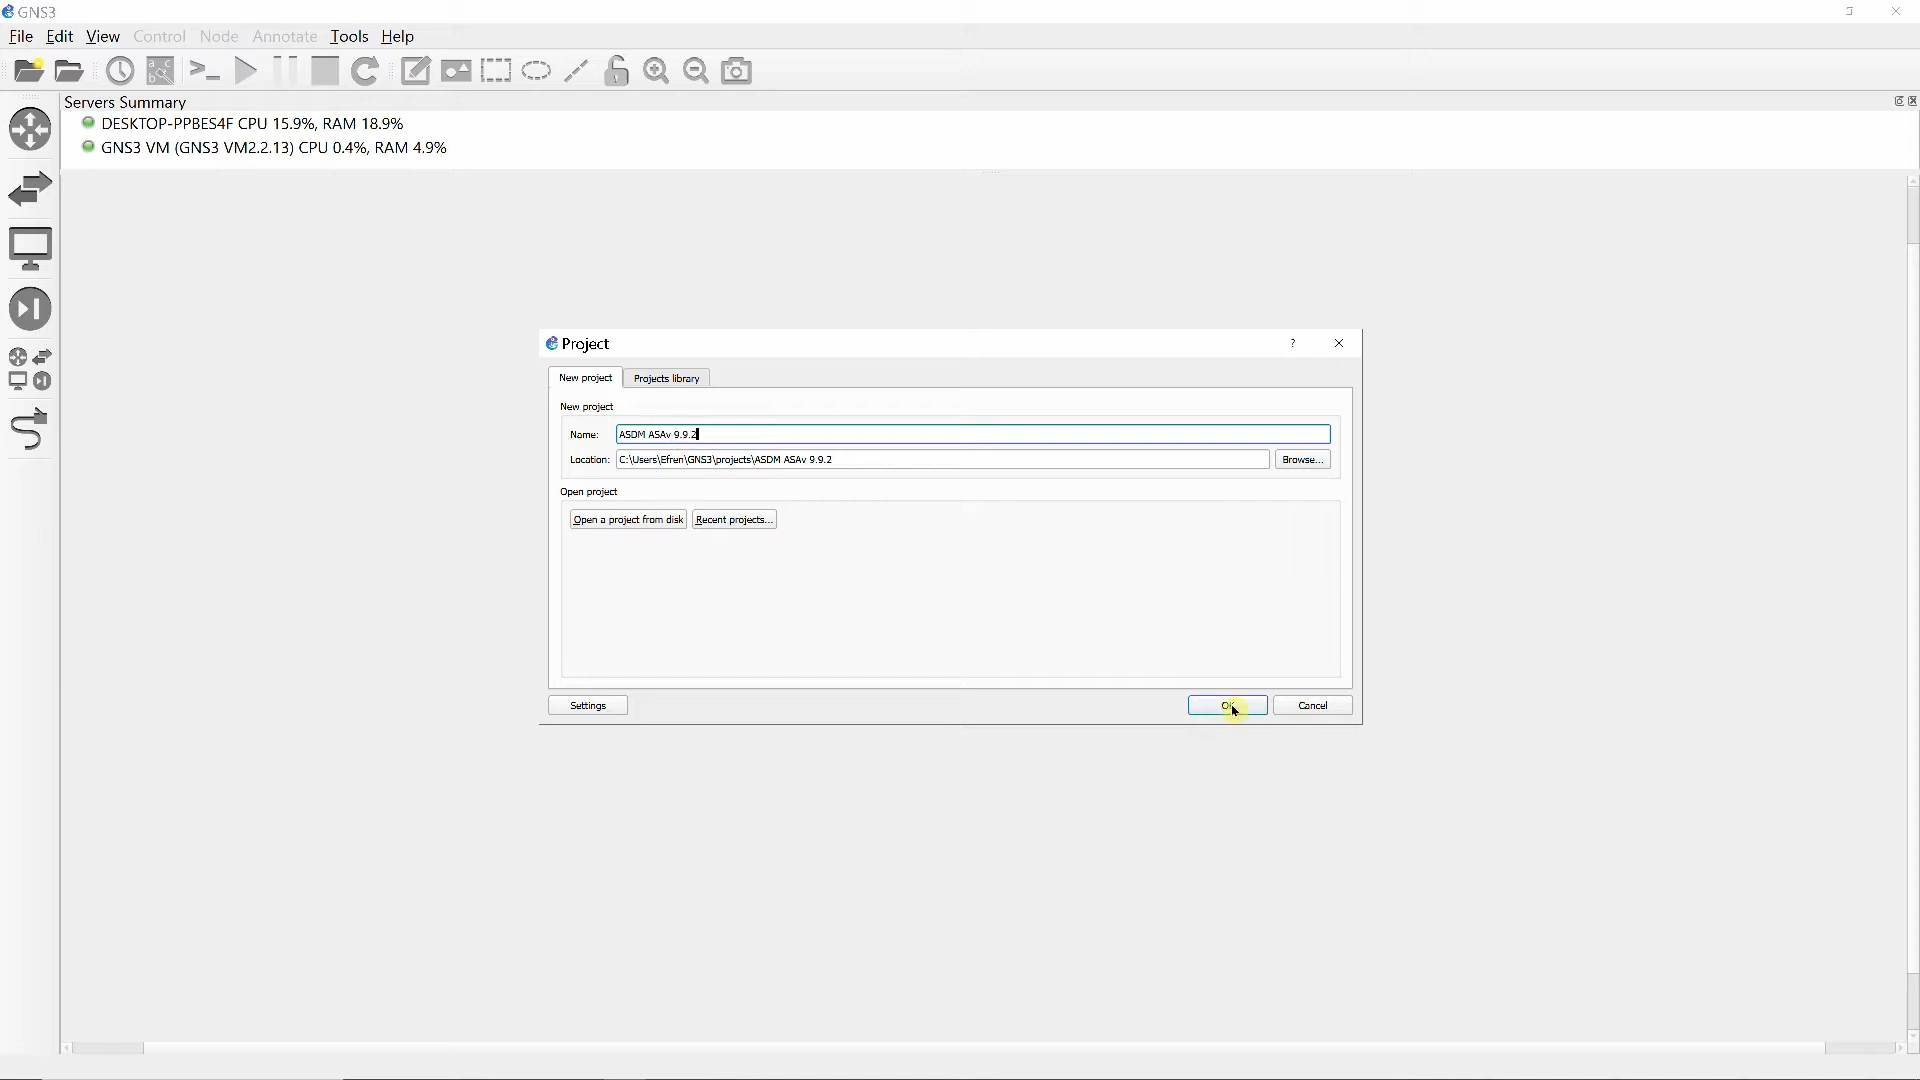 GNS3
File Edit View Control Node Annotate Tools Help
Servers Summary
DESKTOP-PPBES4F CPU 15.9%, RAM 18.9%
GNS3 VM (GNS3 VM2.2.13) CPU 0.4%, RAM 4.9%
Project
New project Projects library
New project
Name: ASDM ASAv 9.9.2
Location: C:\Users\Efren\GNS3\projects\ASDM ASAv 9.9.2 Browse...
Open project
Open a project from disk Recent projects...
Settings OK Cancel